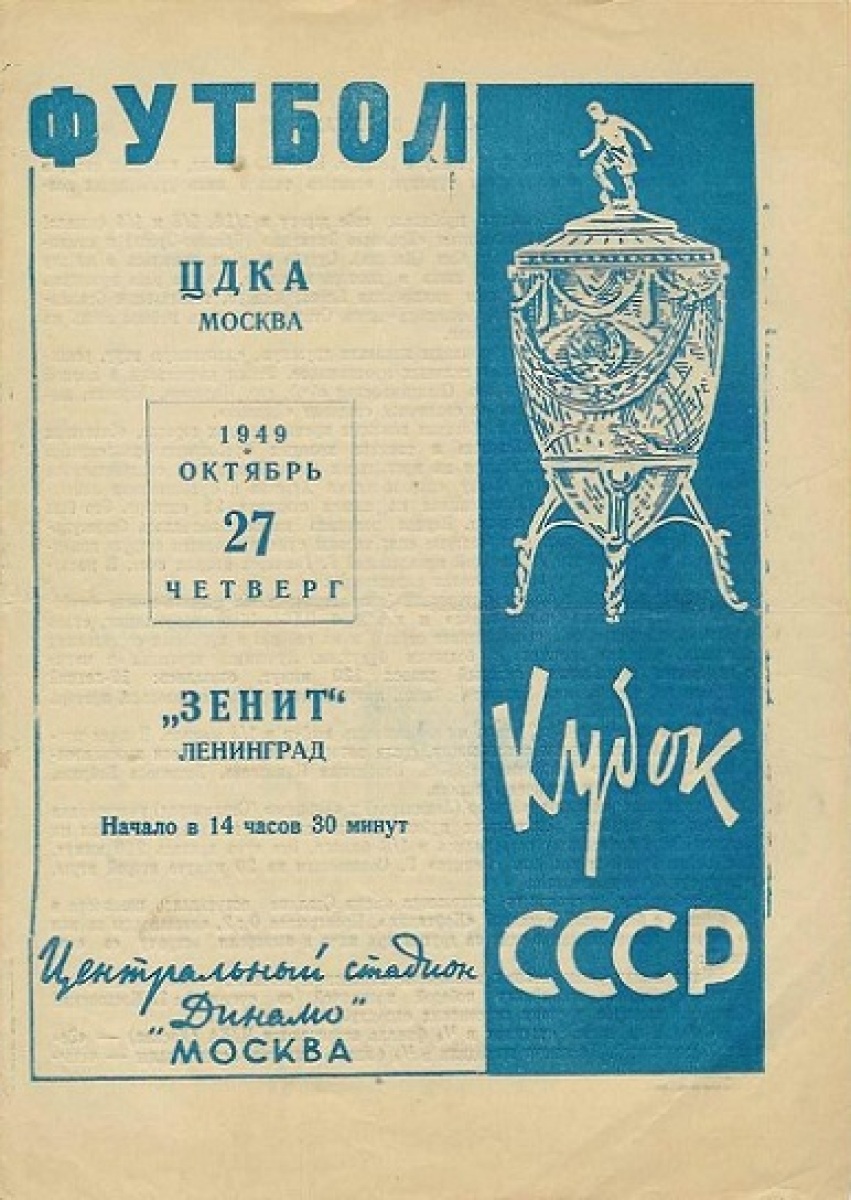 ФУТБОЛ
ЦДКА
МОСКВА
1949
ОКТЯБРЬ
27
ЧЕТВЕРГ
„ЗЕНИТ“
ЛЕНИНГРАД
Начало в 14 часов 30 минут
Центральный стадион
"Динамо"
МОСКВА
Кубок
СССР